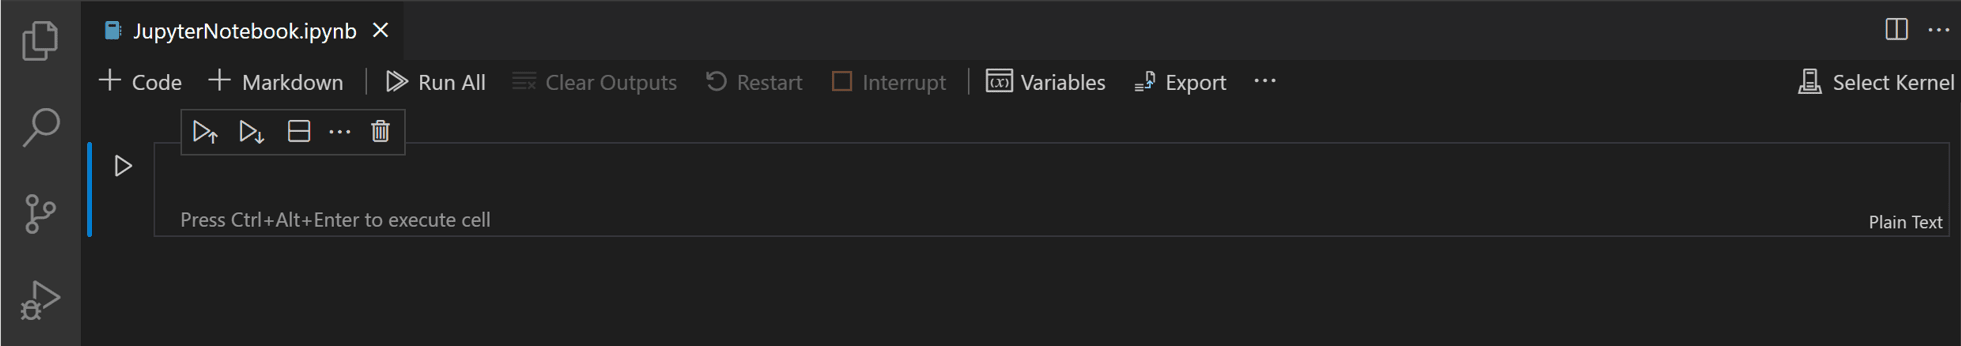 JupyterNotebook.ipynb
Code Markdown Run All Clear Outputs Restart Interrupt Variables Export Select Kernel
Press Ctrl+Alt+Enter to execute cell
Plain Text